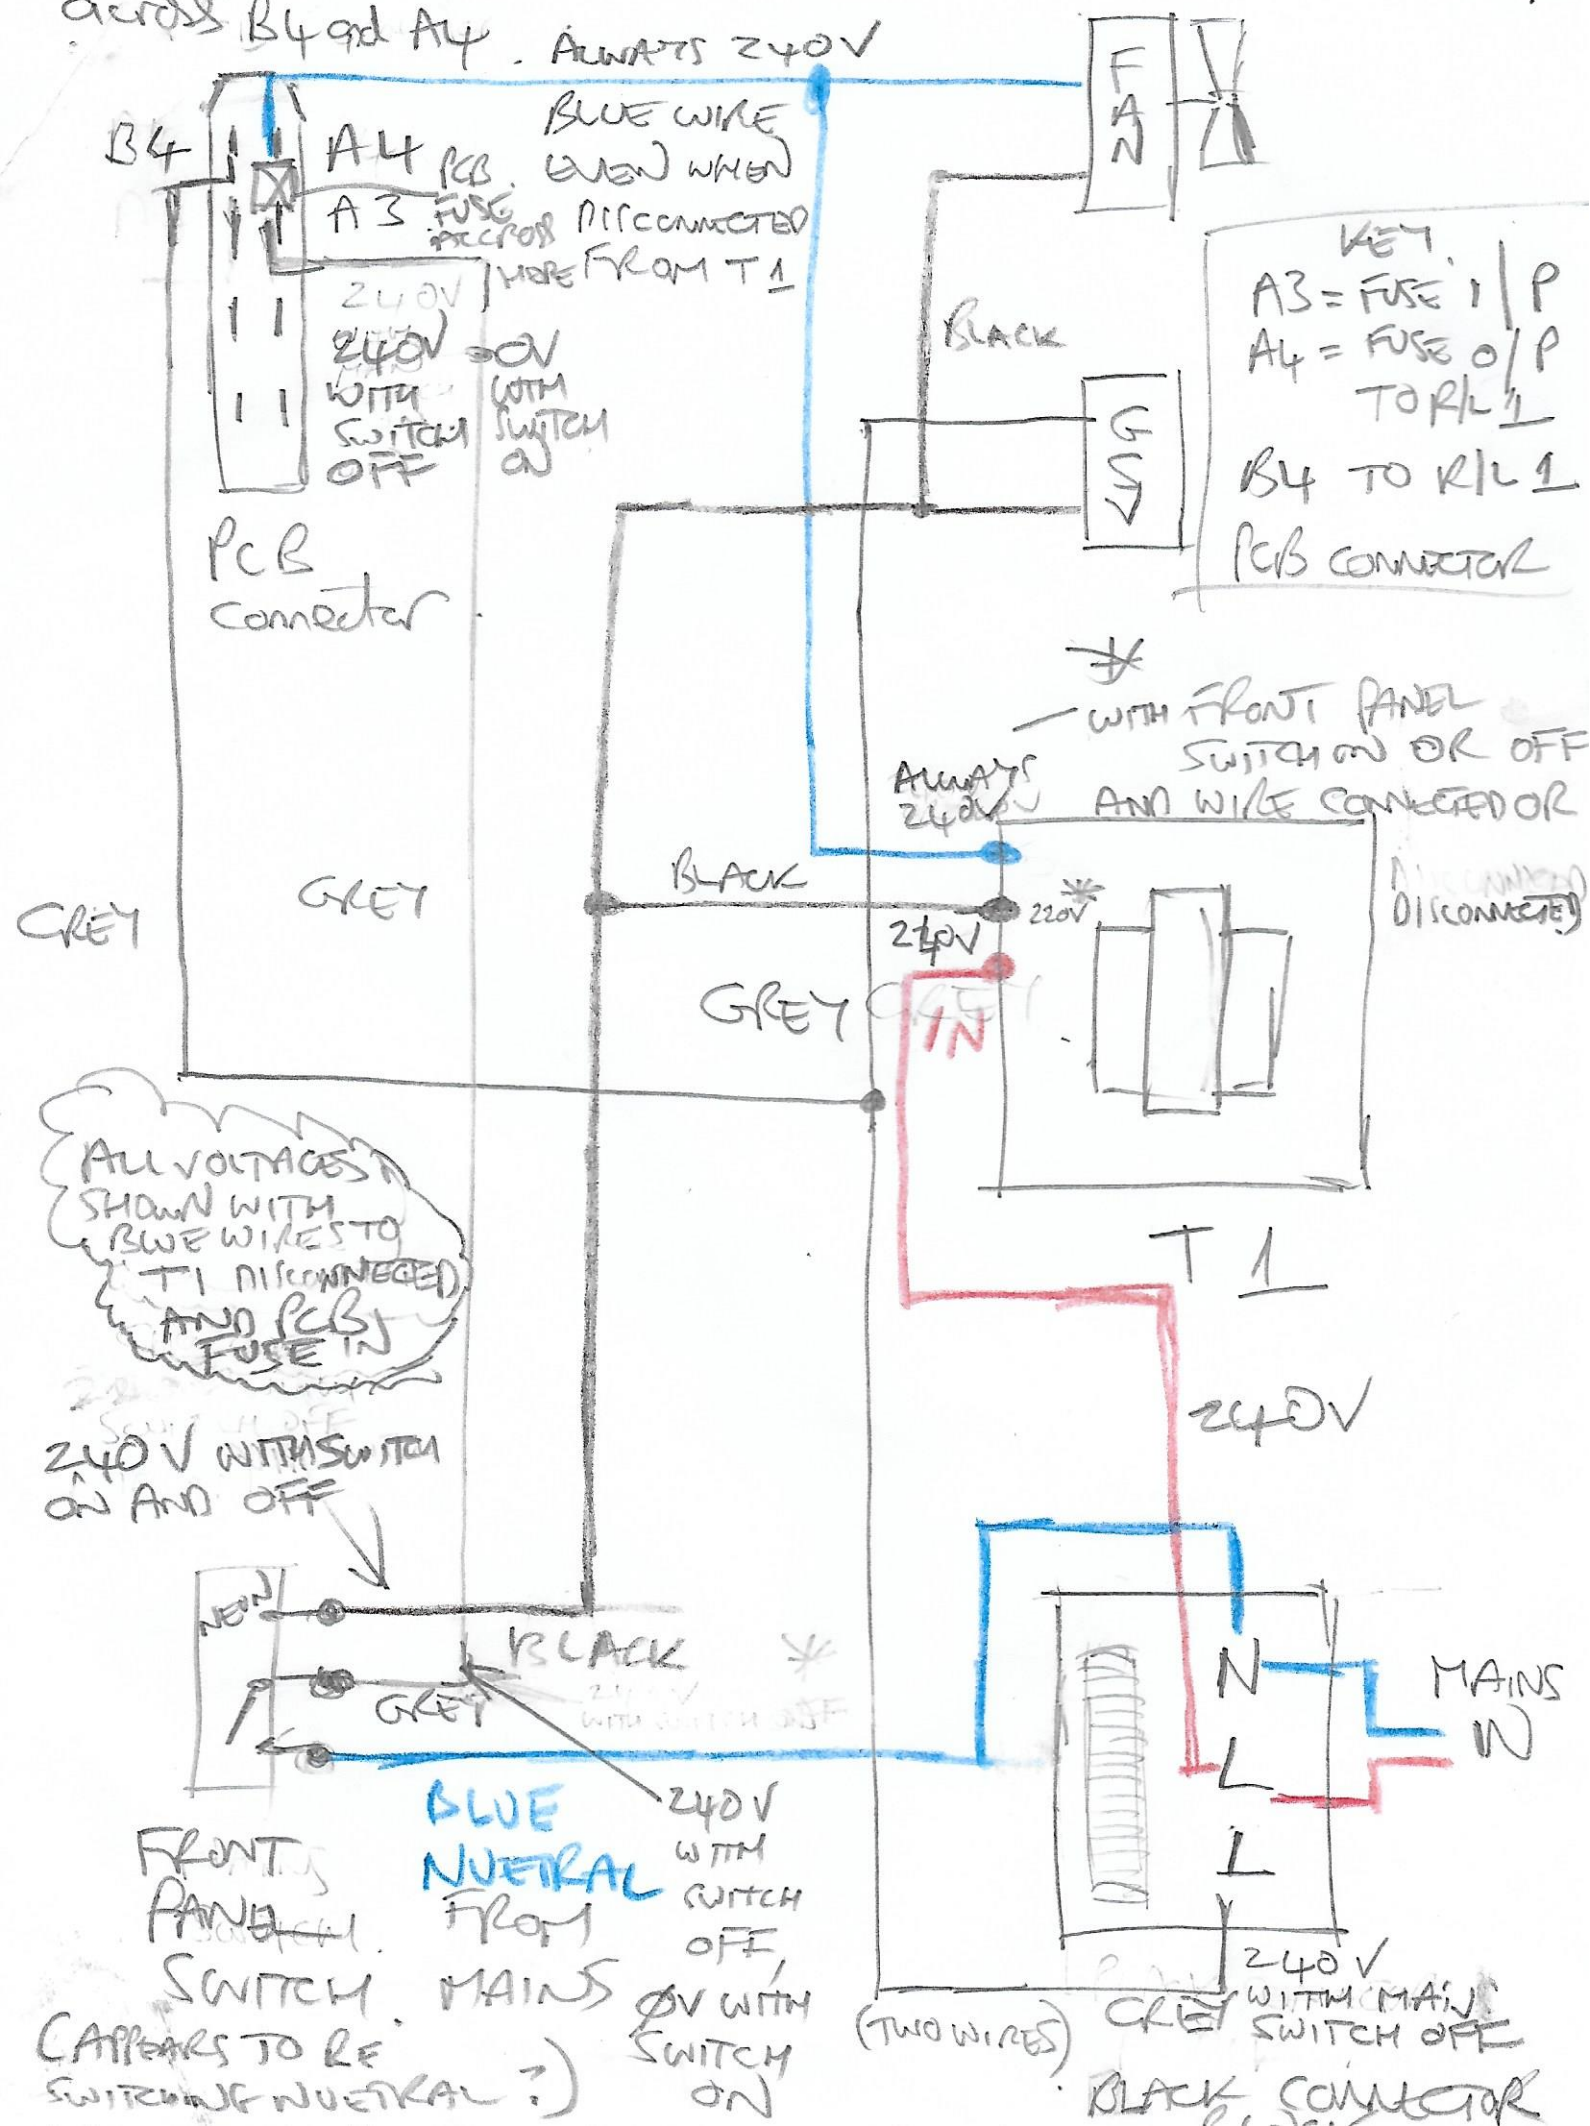 across B4 and A4. ALWAYS 240V
BLUE WIRE
EVEN WHEN
DISCONNECTED
FROM T1
B4
A4
A3
PCB
FUSE
ACCROSS
HERE
240V
240V
WITH
SWITCH
OFF
0V
WITH
SWITCH
ON
PCB
Connector
FAN
BLACK
GSV
KEY
A3 = FUSE I/P
A4 = FUSE O/P
TO R/L 1
B4 TO R/L 1
PCB CONNECTOR
WITH FRONT PANEL
SWITCH ON OR OFF
AND WIRE CONNECTED OR
DISCONNECTED
ALWAYS
240V
BLACK
220V
240V
IN
GREY
GREY
GREY
GREY
T1
240V
ALL VOLTAGES
SHOWN WITH
BLUE WIRES TO
T1 DISCONNECTED
AND PCB
FUSE IN
240V WITH SWITCH
ON AND OFF
NEON
BLACK
GREY
BLUE
NUETRAL
FROM
MAINS
240V
WITH
SWITCH
OFF,
0V WITH
SWITCH
ON
FRONT
PANEL
SWITCH.
(APPEARS TO BE
SWITCHING NUETRAL?)
N
L
1
MAINS
IN
(TWO WIRES)
GREY
240V
WITH MAIN
SWITCH OFF
BLACK CONNECTOR